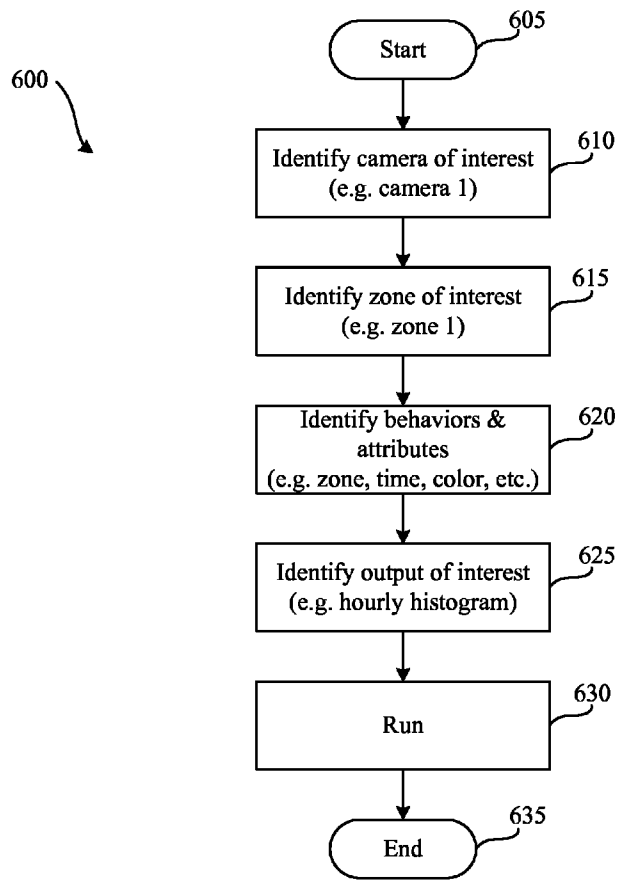 600
Start
605
Identify camera of interest
(e.g. camera 1)
610
Identify zone of interest
(e.g. zone 1)
615
Identify behaviors &
attributes
(e.g. zone, time, color, etc.)
620
Identify output of interest
(e.g. hourly histogram)
625
Run
630
End
635